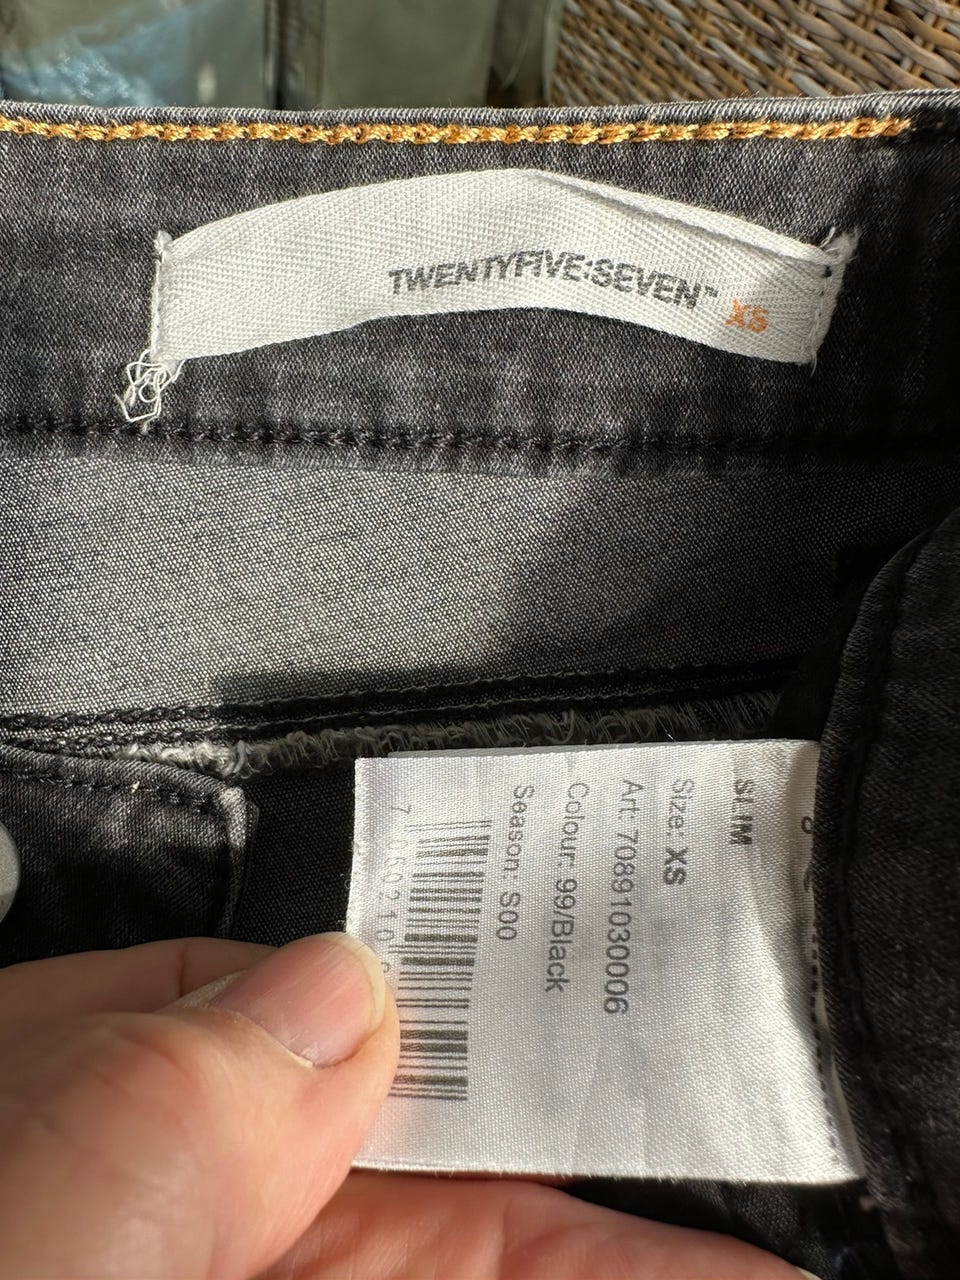 TWENTYFIVE:SEVEN™ XS
SLIM
Size: XS
Art: 70891030006
Colour: 99/Black
Season: S00